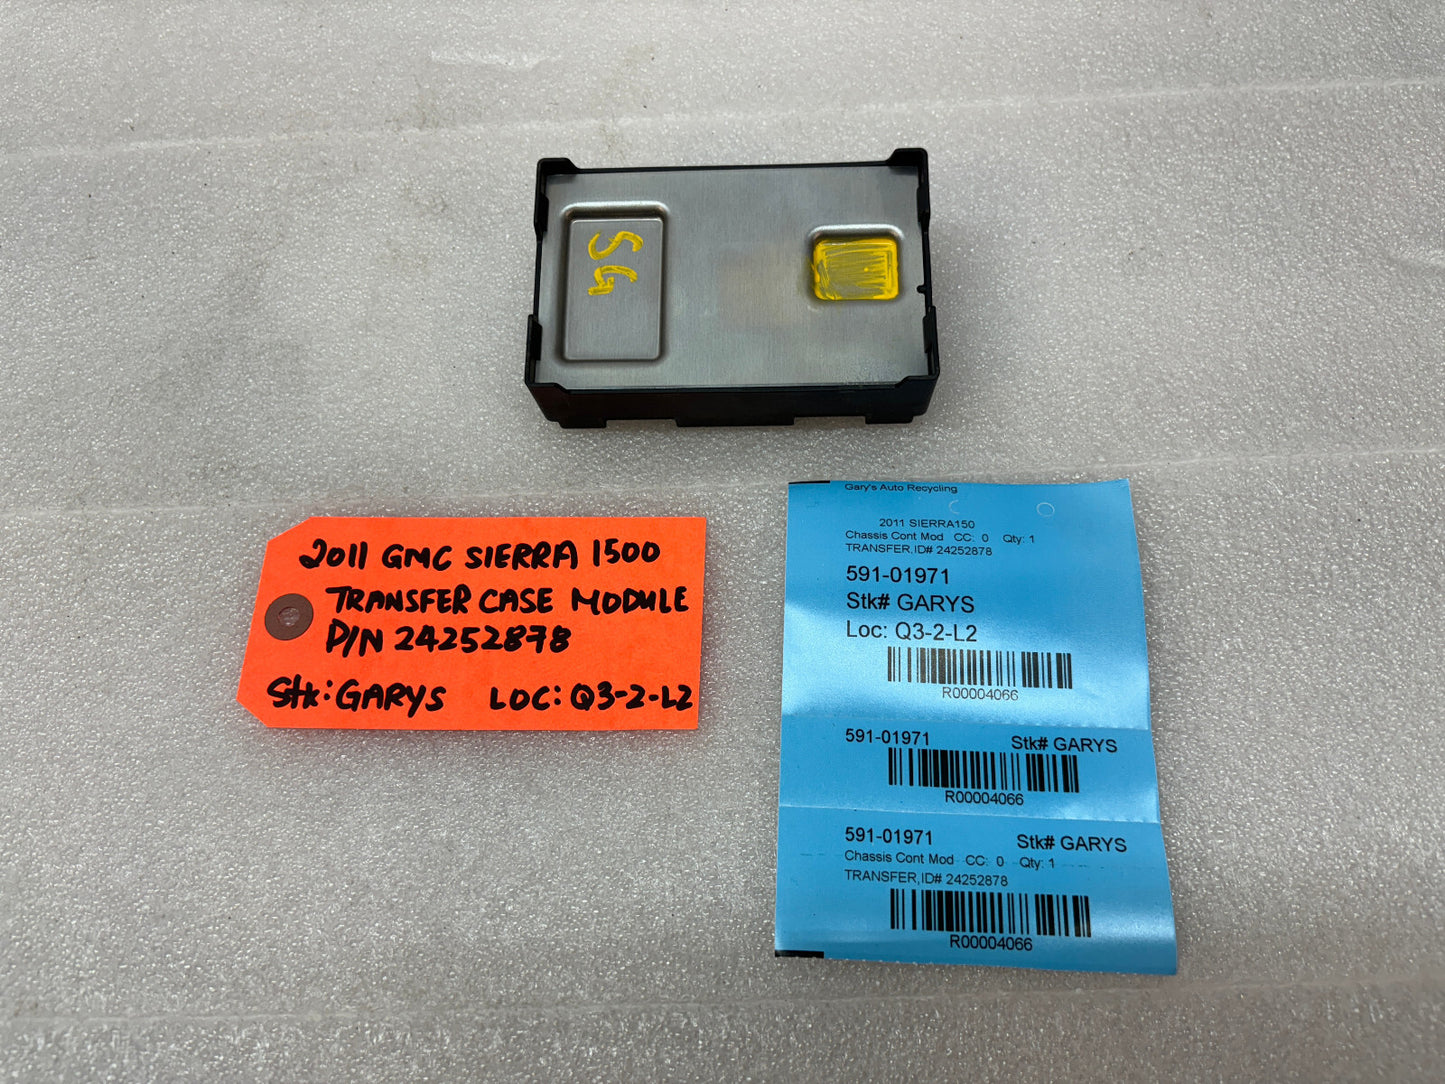 SG
2011 GMC SIERRA 1500
TRANSFER CASE MODULE
P/N 24252878
Stk: GARYS LOC: Q3-2-L2
Gary's Auto Recycling
2011 SIERRA150
Chassis Cont Mod CC: 0 Qty: 1
TRANSFER,ID# 24252878
591-01971
Stk# GARYS
Loc: Q3-2-L2
R00004066
591-01971 Stk# GARYS
R00004066
591-01971 Stk# GARYS
Chassis Cont Mod CC: 0 Qty: 1
TRANSFER,ID# 24252878
R00004066